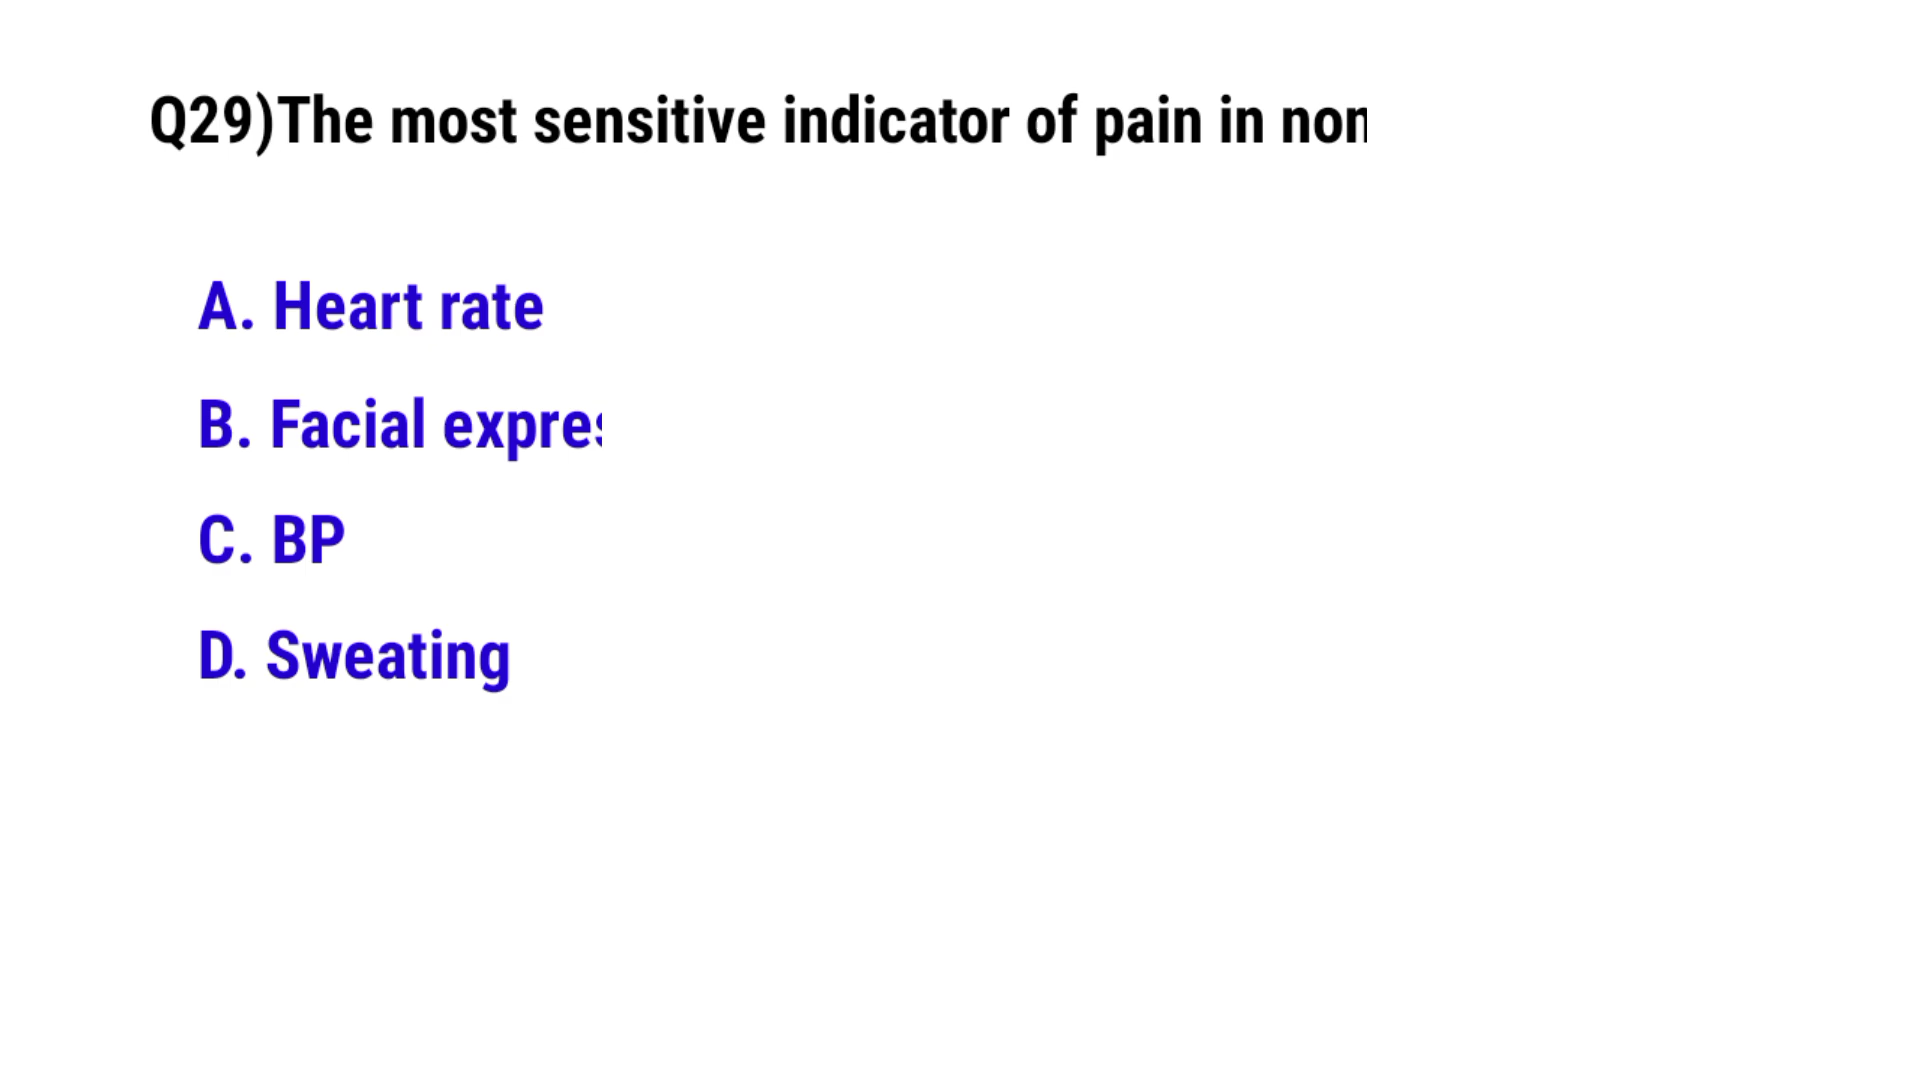 Q29)The most sensitive indicator of pain in non
A. Heart rate
B. Facial expres
C. BP
D. Sweating